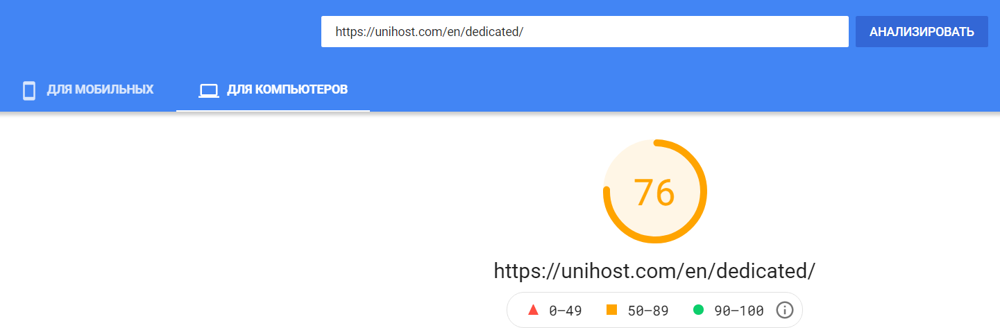 https://unihost.com/en/dedicated/ АНАЛИЗИРОВАТЬ
ДЛЯ МОБИЛЬНЫХ ДЛЯ КОМПЬЮТЕРОВ
76
https://unihost.com/en/dedicated/
0–49 50–89 90–100